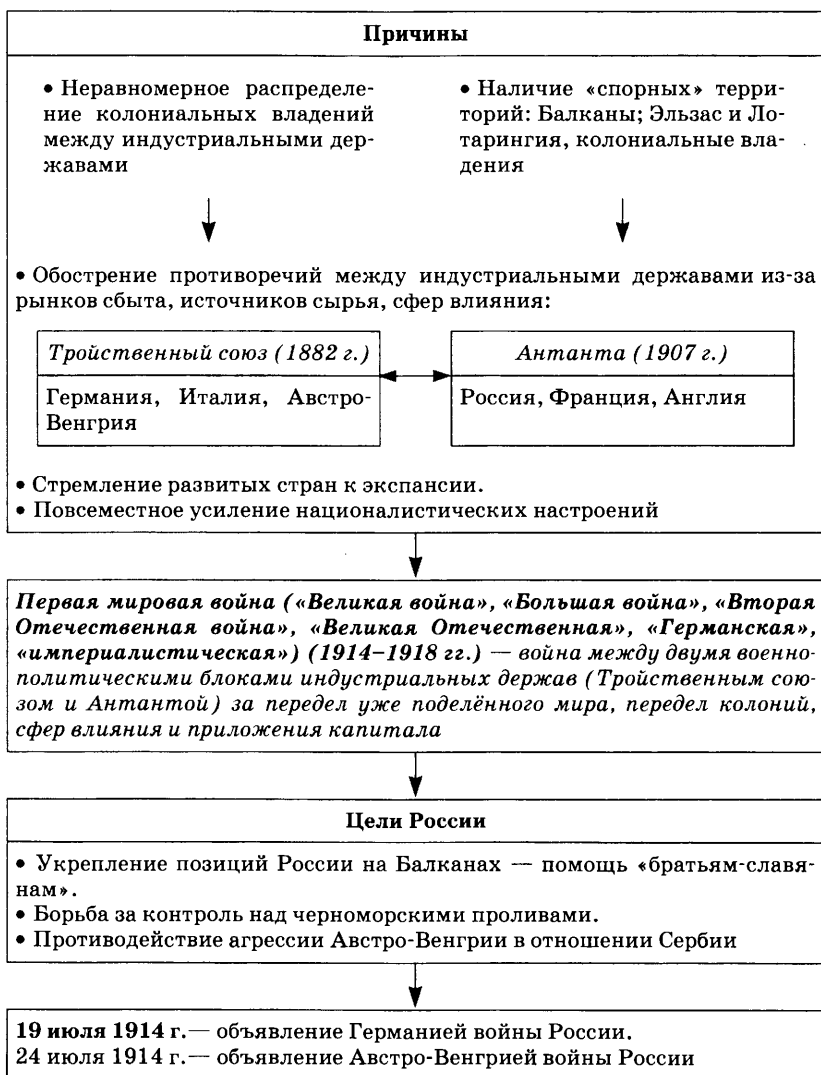 Причины
• Неравномерное распределе-
ние колониальных владений
между индустриальными дер-
жавами
• Наличие «спорных» терри-
торий: Балканы; Эльзас и Ло-
тарингия, колониальные вла-
дения
• Обострение противоречий между индустриальными державами из-за
рынков сбыта, источников сырья, сфер влияния:
Тройственный союз (1882 г.)
Германия, Италия, Австро-
Венгрия
Антанта (1907 г.)
Россия, Франция, Англия
• Стремление развитых стран к экспансии.
• Повсеместное усиление националистических настроений
Первая мировая война («Великая война», «Большая война», «Вторая
Отечественная война», «Великая Отечественная», «Германская»,
«империалистическая») (1914–1918 гг.) — война между двумя военно-
политическими блоками индустриальных держав (Тройственным сою-
зом и Антантой) за передел уже поделённого мира, передел колоний,
сфер влияния и приложения капитала
Цели России
• Укрепление позиций России на Балканах — помощь «братьям-славя-
нам».
• Борьба за контроль над черноморскими проливами.
• Противодействие агрессии Австро-Венгрии в отношении Сербии
19 июля 1914 г.— объявление Германией войны России.
24 июля 1914 г.— объявление Австро-Венгрией войны России